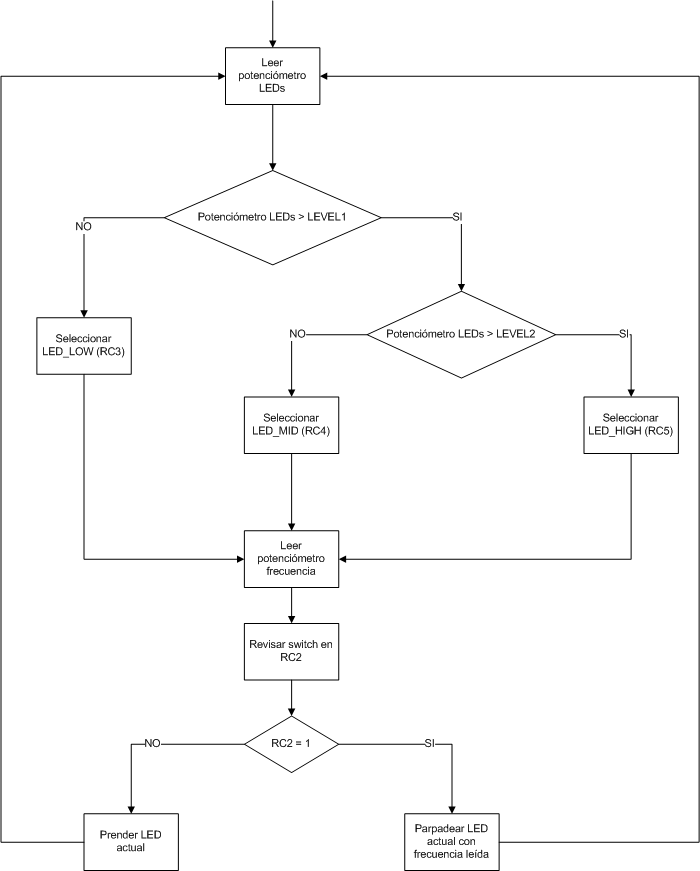 Leer
potenciómetro
LEDs
Potenciómetro LEDs > LEVEL1
NO
SI
Seleccionar
LED_LOW (RC3)
Potenciómetro LEDs > LEVEL2
NO
SI
Seleccionar
LED_MID (RC4)
Seleccionar
LED_HIGH (RC5)
Leer
potenciómetro
frecuencia
Revisar switch en
RC2
RC2 = 1
NO
SI
Prender LED
actual
Parpadear LED
actual con
frecuencia leída